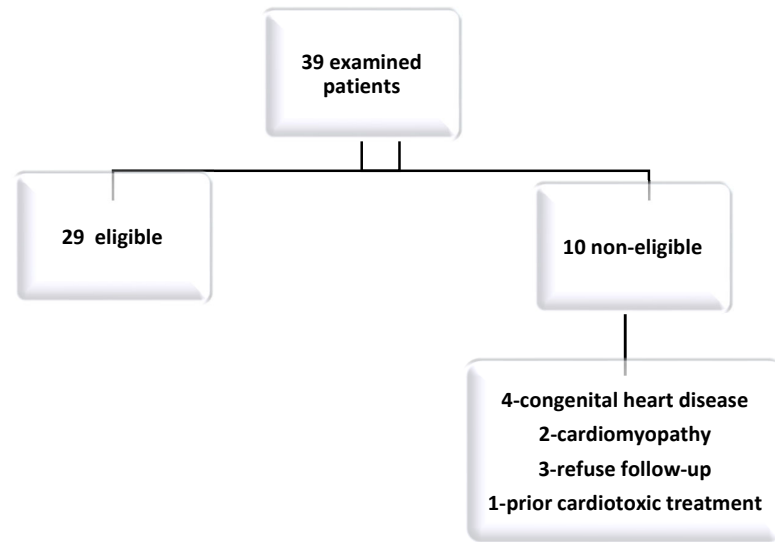 39 examined
patients
29 eligible
10 non-eligible
4-congenital heart disease
2-cardiomyopathy
3-refuse follow-up
1-prior cardiotoxic treatment